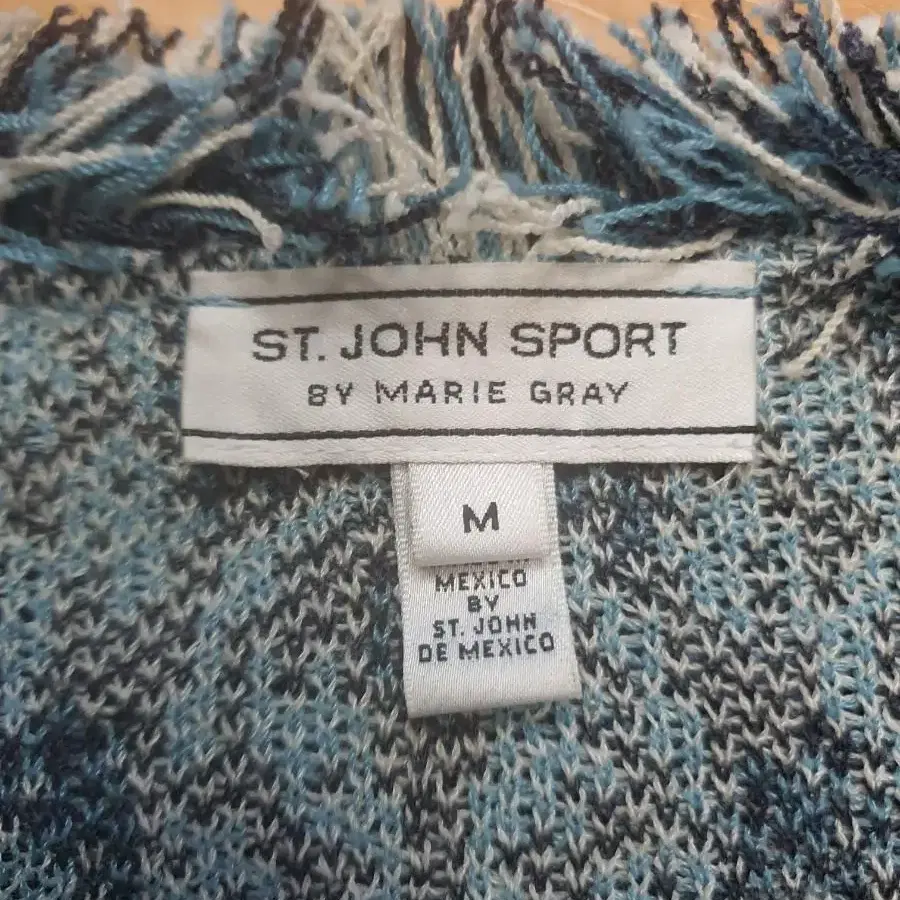 ST. JOHN SPORT
BY MARIE GRAY
M
MEXICO
BY
ST. JOHN
DE MEXICO